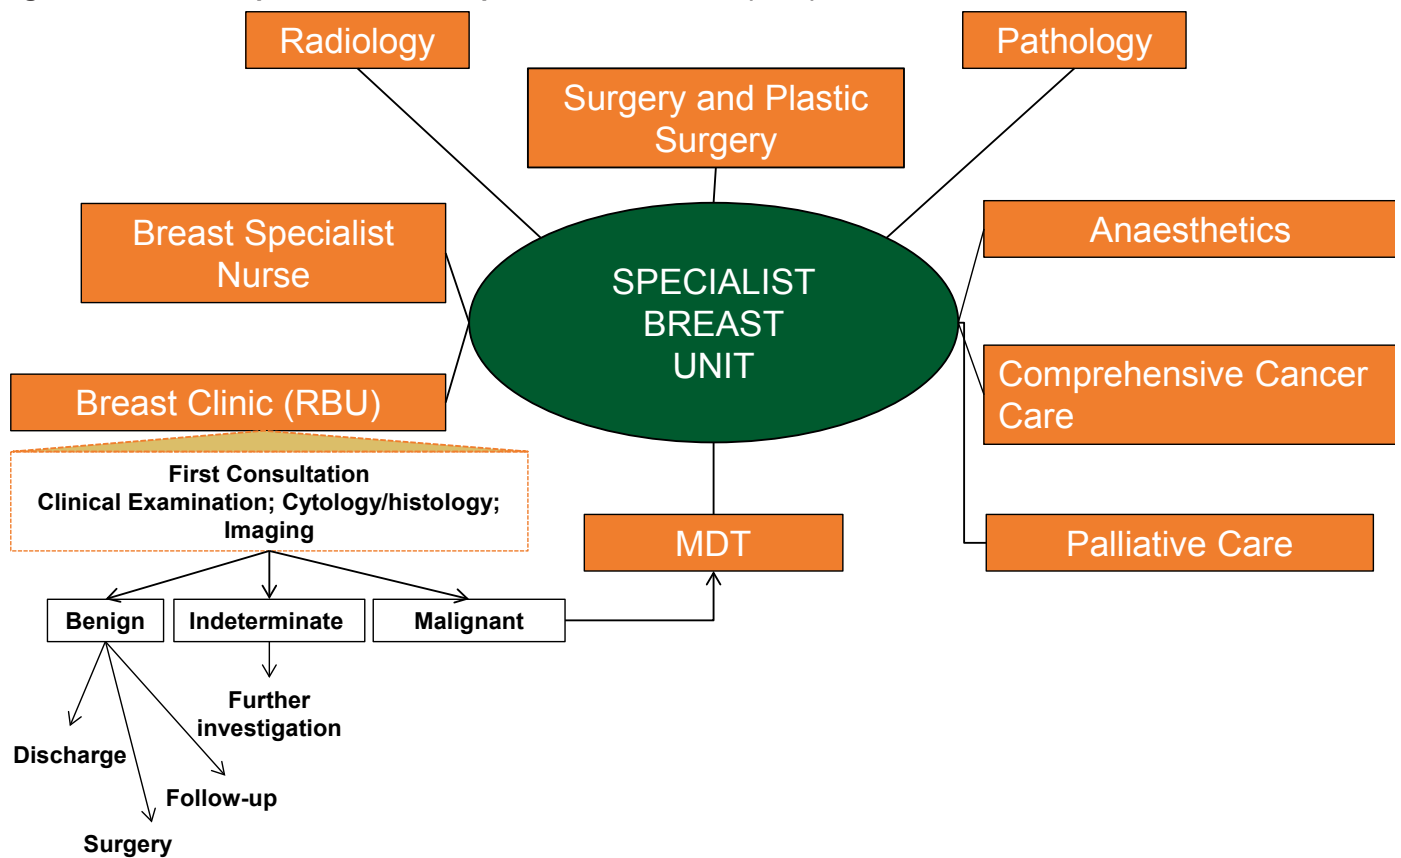 Radiology
Pathology
Surgery and Plastic
Surgery
Breast Specialist
Nurse
Anaesthetics
SPECIALIST
BREAST
UNIT
Comprehensive Cancer
Care
Breast Clinic (RBU)
First Consultation
Clinical Examination; Cytology/histology;
Imaging
MDT
Palliative Care
Benign
Indeterminate
Malignant
Further
investigation
Discharge
Follow-up
Surgery